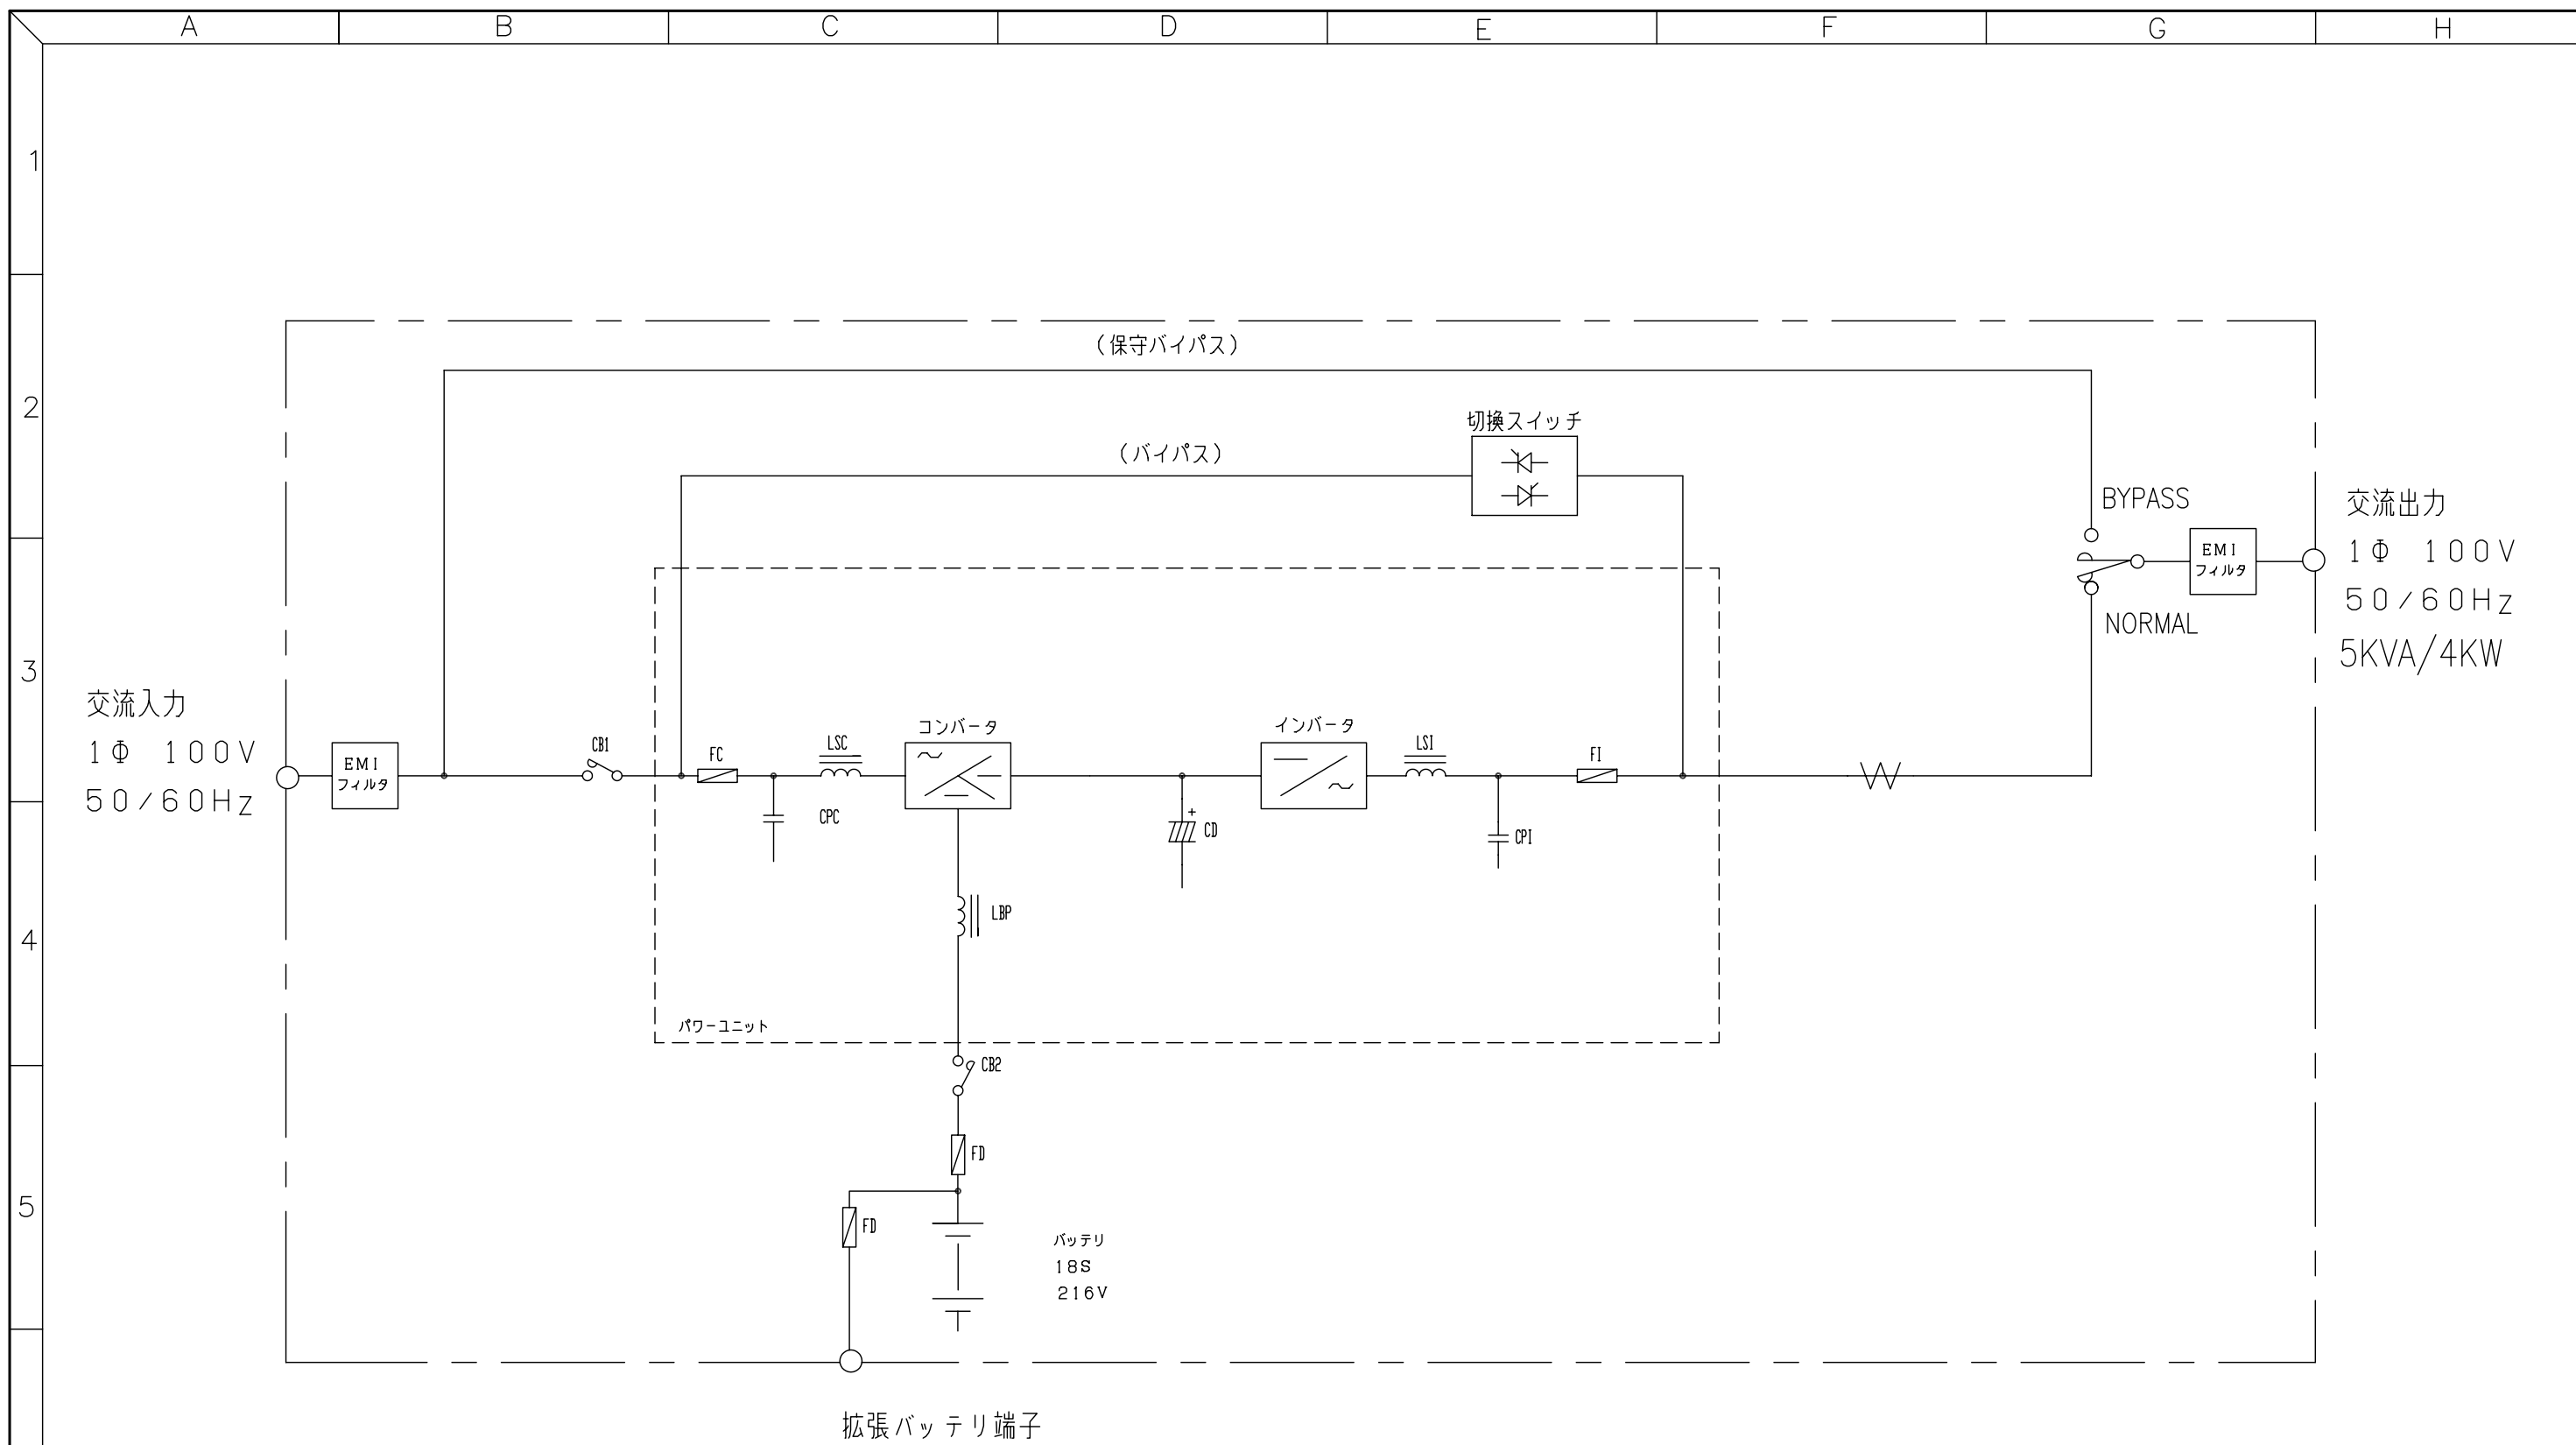 A B C D E F G H
1
2
3
4
5
(保守バイパス)
(バイパス)
切換スイッチ
BYPASS
NORMAL
EMI
フィルタ
交流出力
1Φ 100V
50/60Hz
5KVA/4KW
交流入力
1Φ 100V
50/60Hz
EMI
フィルタ
CB1
FC
LSC
CPC
コンバータ
CD
+
インバータ
LSI
CPI
FI
LBP
パワーユニット
CB2
FD
FD
バッテリ
18S
216V
拡張バッテリ端子